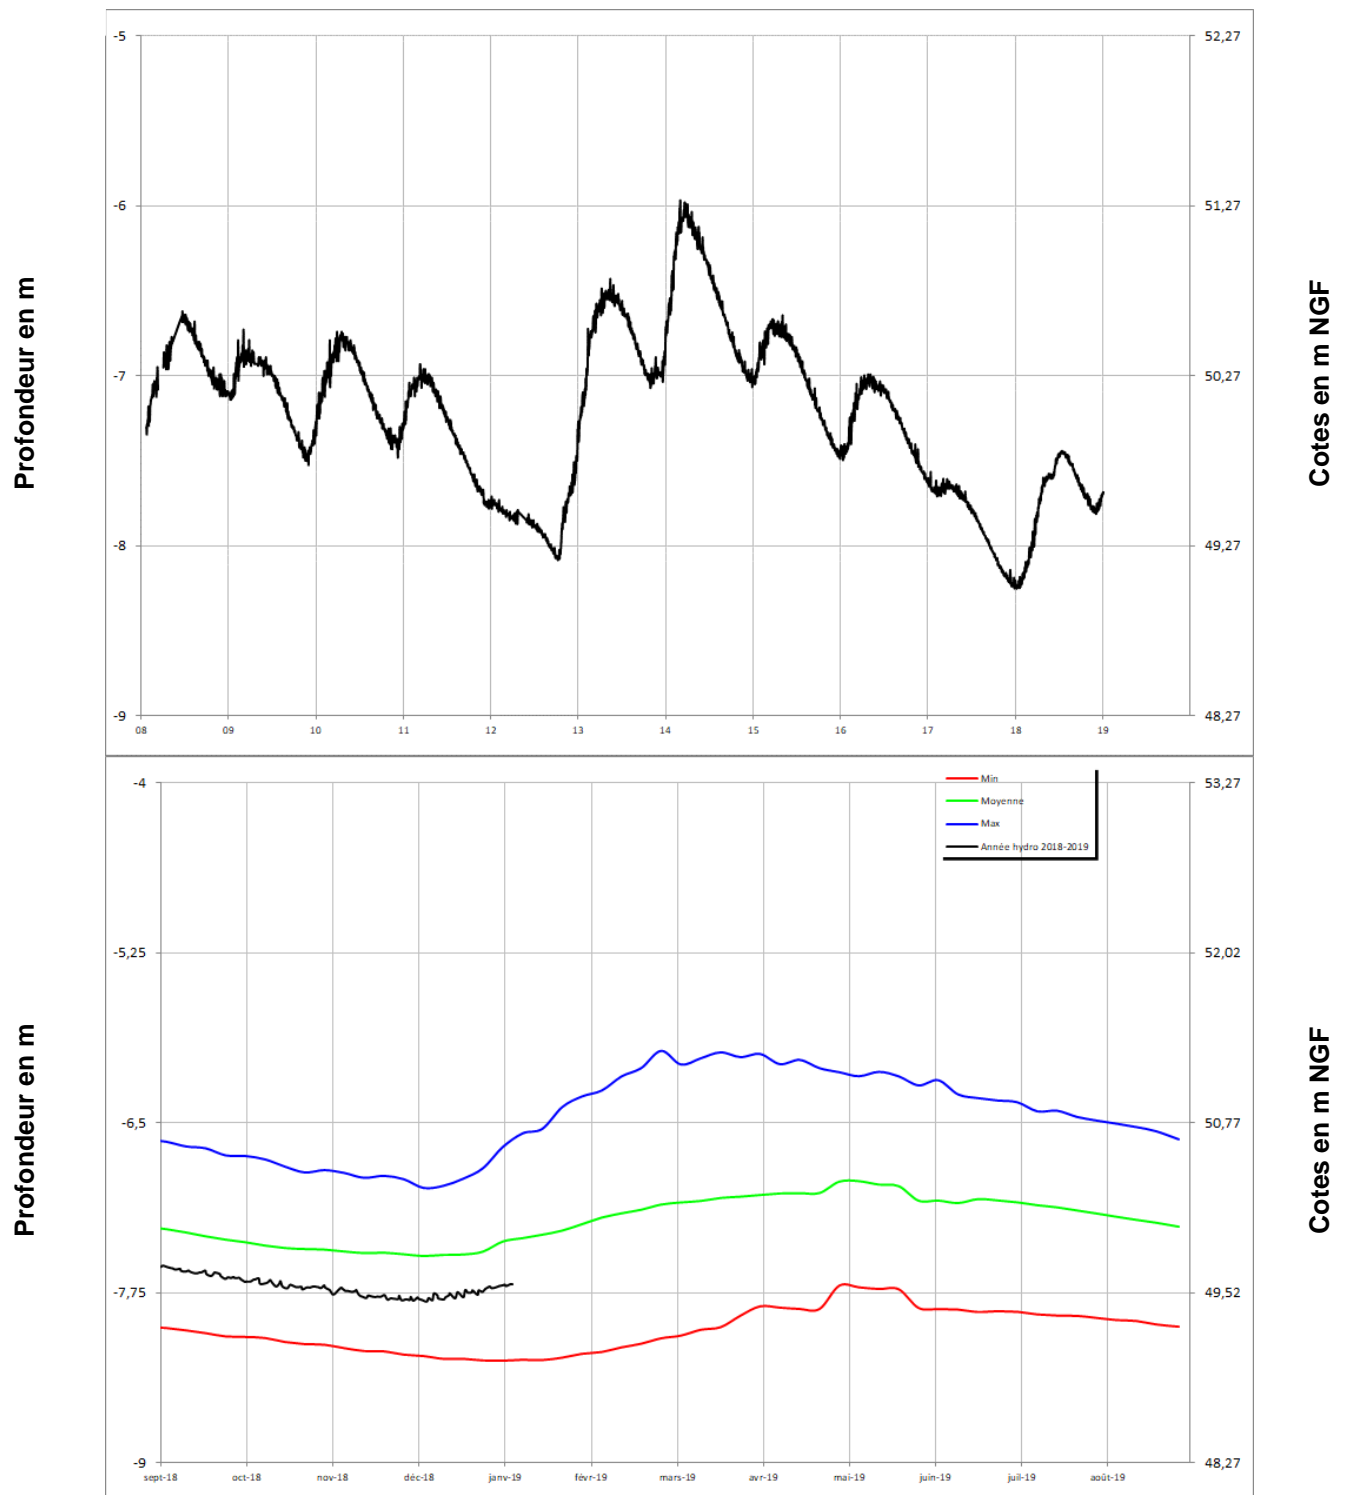 -5
52,27
-6
51,27
Profondeur en m
Cotes en m NGF
-7
50,27
-8
49,27
-9
48,27
08 09 10 11 12 13 14 15 16 17 18 19
-4
53,27
Min
Moyenne
Max
Année hydro 2018-2019
-5,25
52,02
Profondeur en m
Cotes en m NGF
-6,5
50,77
-7,75
49,52
-9
48,27
sept-18 oct-18 nov-18 déc-18 janv-19 févr-19 mars-19 avr-19 mai-19 juin-19 juil-19 août-19